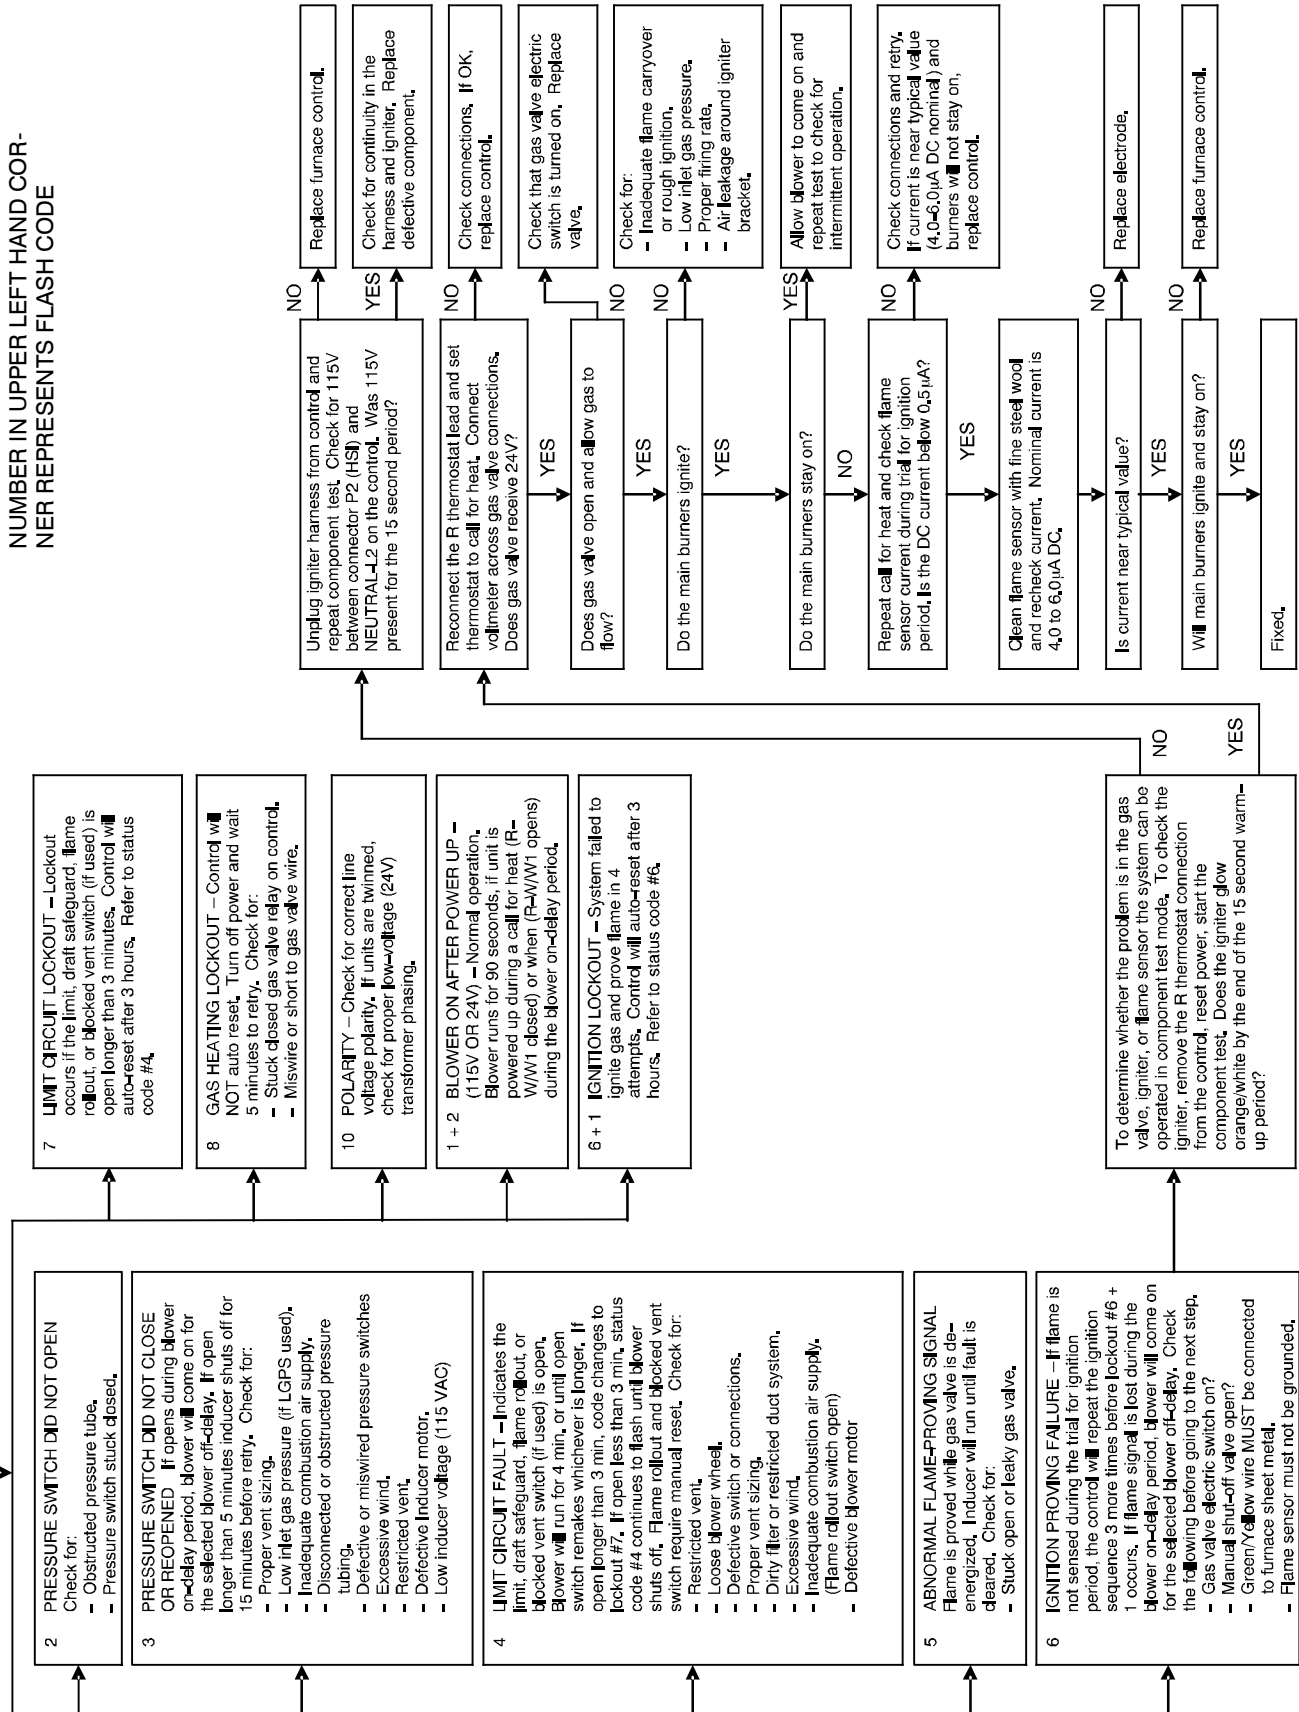 NUMBER IN UPPER LEFT HAND COR-
NER REPRESENTS FLASH CODE
2 PRESSURE SWITCH DID NOT OPEN
Check for:
- Obstructed pressure tube.
- Pressure switch stuck closed.
3 PRESSURE SWITCH DID NOT CLOSE
OR REOPENED If opens during blower
on-delay period, blower will come on for
the selected blower off-delay. If open
longer than 5 minutes inducer shuts off for
15 minutes before retry. Check for:
- Proper vent sizing.
- Low inlet gas pressure (if LGPS used).
- Inadequate combustion air supply.
- Disconnected or obstructed pressure
tubing.
- Defective or miswired pressure switches
- Excessive wind.
- Restricted vent.
- Defective Inducer motor.
- Low inducer voltage (115 VAC)
4 LIMIT CIRCUIT FAULT – Indicates the
limit, draft safeguard, flame rollout, or
blocked vent switch (if used) is open.
Blower will run for 4 min. or until open
switch remakes whichever is longer. If
open longer than 3 min, code changes to
lockout #7. If open less than 3 min. status
code #4 continues to flash until blower
shuts off. Flame rollout and blocked vent
switch require manual reset. Check for:
- Restricted vent.
- Loose blower wheel.
- Defective switch or connections.
- Proper vent sizing.
- Dirty filter or restricted duct system.
- Excessive wind.
- Inadequate combustion air supply.
(Flame rollout switch open)
- Defective blower motor
5 ABNORMAL FLAME-PROVING SIGNAL
Flame is proved while gas valve is de-
energized. Inducer will run until fault is
cleared. Check for:
- Stuck open or leaky gas valve.
6 IGNITION PROVING FAILURE – If flame is
not sensed during the trial for ignition
period, the control will repeat the ignition
sequence 3 more times before lockout #6 +
1 occurs. If flame signal is lost during the
blower on-delay period, blower will come on
for the selected blower off-delay. Check
the following before going to the next step.
- Gas valve electric switch on?
- Manual shut-off valve open?
- Green/Yellow wire MUST be connected
to furnace sheet metal.
- Flame sensor must not be grounded.
7 LIMIT CIRCUIT LOCKOUT – Lockout
occurs if the limit, draft safeguard, flame
rollout, or blocked vent switch (if used) is
open longer than 3 minutes. Control will
auto-reset after 3 hours. Refer to status
code #4.
8 GAS HEATING LOCKOUT – Control will
NOT auto reset. Turn off power and wait
5 minutes to retry. Check for:
- Stuck closed gas valve relay on control.
- Miswire or short to gas valve wire.
10 POLARITY – Check for correct line
voltage polarity. If units are twinned,
check for proper low-voltage (24V)
transformer phasing.
1 + 2 BLOWER ON AFTER POWER UP –
(115V OR 24V) – Normal operation.
Blower runs for 90 seconds, if unit is
powered up during a call for heat (R-
W/W1 closed) or when (R-W/W1 opens)
during the blower on-delay period.
6 + 1 IGNITION LOCKOUT – System failed to
ignite gas and prove flame in 4
attempts. Control will auto-reset after 3
hours. Refer to status code #6.
To determine whether the problem is in the gas
valve, igniter, or flame sensor the system can be
operated in component test mode. To check the
igniter, remove the R thermostat connection
from the control, reset power, start the
component test. Does the igniter glow
orange/white by the end of the 15 second warm-
up period?
NO
YES
Unplug igniter harness from control and
repeat component test. Check for 115V
between connector P2 (HSI) and
NEUTRAL-L2 on the control. Was 115V
present for the 15 second period?
NO
Replace furnace control.
YES
Check for continuity in the
harness and igniter. Replace
defective component.
Reconnect the R thermostat lead and set
thermostat to call for heat. Connect
voltmeter across gas valve connections.
Does gas valve receive 24V?
NO
Check connections. If OK,
replace control.
YES
Does gas valve open and allow gas to
flow?
NO
Check that gas valve electric
switch is turned on. Replace
valve.
YES
Do the main burners ignite?
NO
Check for:
- Inadequate flame carryover
or rough ignition.
- Low inlet gas pressure.
- Proper firing rate.
- Air leakage around igniter
bracket.
YES
Do the main burners stay on?
YES
Allow blower to come on and
repeat test to check for
intermittent operation.
NO
Repeat call for heat and check flame
sensor current during trial for ignition
period. Is the DC current below 0.5 µA?
NO
Check connections and retry.
If current is near typical value
(4.0–6.0µA DC nominal) and
burners will not stay on,
replace control.
YES
Clean flame sensor with fine steel wool
and recheck current. Nominal current is
4.0 to 6.0µA DC.
Is current near typical value?
NO
Replace electrode.
YES
Will main burners ignite and stay on?
NO
Replace furnace control.
YES
Fixed.